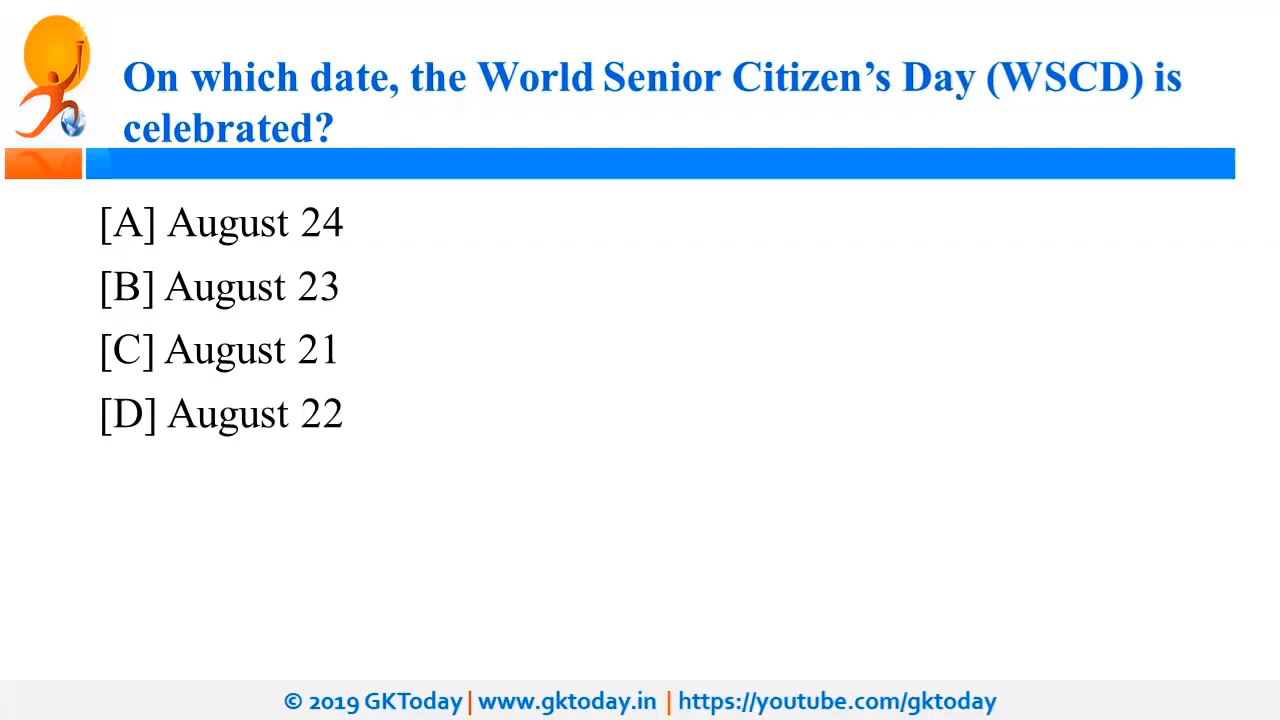 On which date, the World Senior Citizen’s Day (WSCD) is
celebrated?
[A] August 24
[B] August 23
[C] August 21
[D] August 22
© 2019 GKToday | www.gktoday.in | https://youtube.com/gktoday